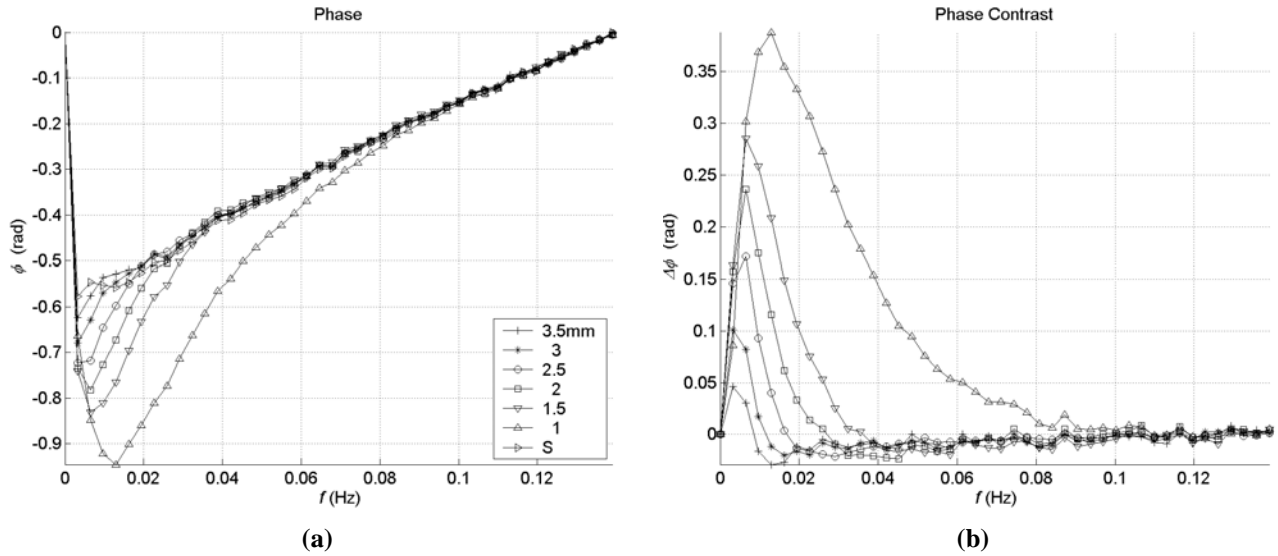 Phase
0
-0.1
-0.2
-0.3
-0.4
-0.5
-0.6
-0.7
-0.8
-0.9
ϕ (rad)
0 0.02 0.04 0.06 0.08 0.1 0.12
f (Hz)
3.5mm
3
2.5
2
1.5
1
S
(a)
Phase Contrast
0.35
0.3
0.25
0.2
0.15
0.1
0.05
0
Δϕ (rad)
0 0.02 0.04 0.06 0.08 0.1 0.12
f (Hz)
(b)